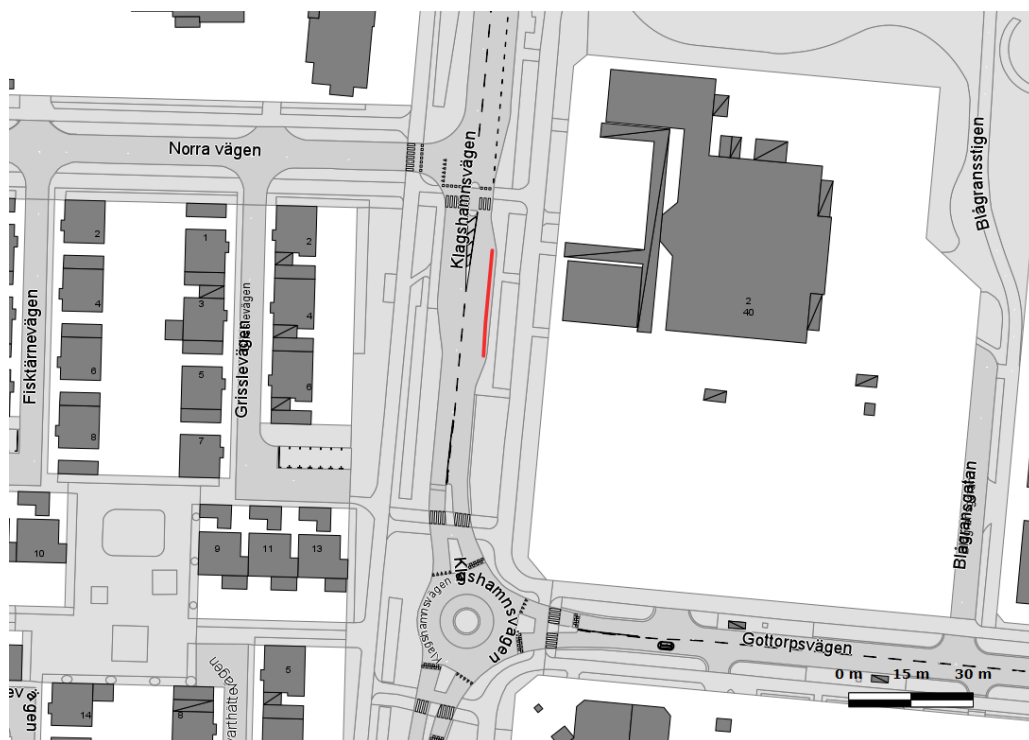 Norra vägen
Klagshamnsvägen
Blågransstigen
2
1
2
4
3
4
2
40
Fisktärnevägen
Grisslevägen
6
5
6
8
7
Blågransgatan
10
9
11
13
Klagshamnsvägen
Klagshamnsvägen
Gottorpsvägen
5
0 m 15 m 30 m
14
8